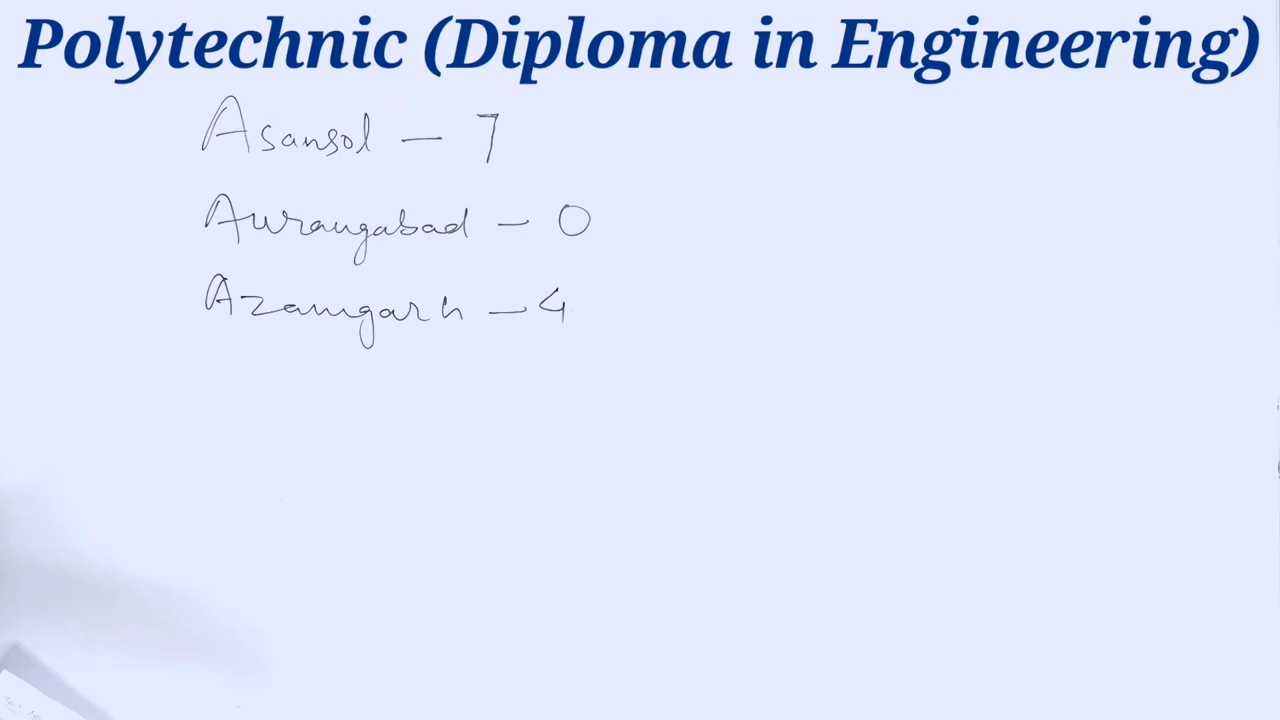 Polytechnic (Diploma in Engineering)
Asansol - 7
Aurangabad - 0
Azamgarh - 4